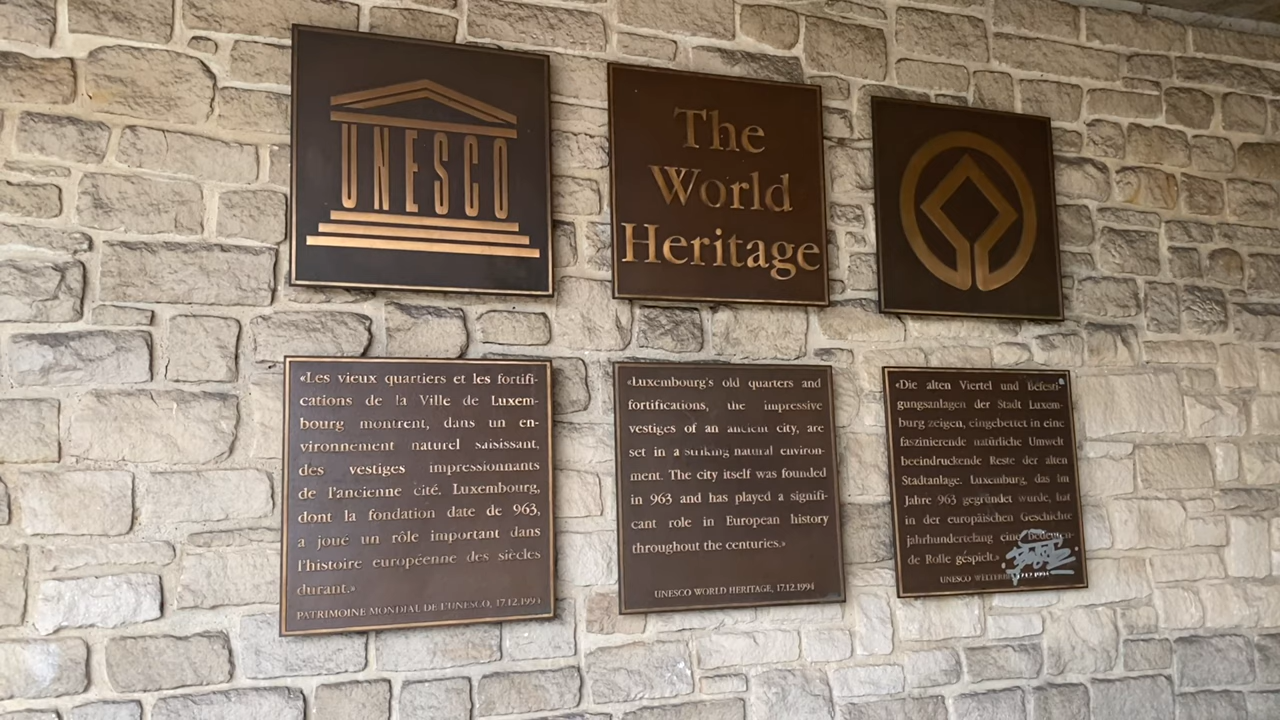 UNESCO
The
World
Heritage
«Les vieux quartiers et les fortifi-
cations de la Ville de Luxem-
bourg montrent, dans un en-
vironnement naturel saisissant,
des vestiges impressionnants
de l'ancienne cité. Luxembourg,
dont la fondation date de 963,
a joué un rôle important dans
l'histoire européenne des siècles
durant.»
PATRIMOINE MONDIAL DE L'UNESCO, 17.12.1994
«Luxembourg's old quarters and
fortifications, the impressive
vestiges of an ancient city, are
set in a striking natural environ-
ment. The city itself was founded
in 963 and has played a signifi-
cant role in European history
throughout the centuries.»
UNESCO WORLD HERITAGE, 17.12.1994
«Die alten Viertel und Befesti-
gungsanlagen der Stadt Luxem-
burg zeigen, eingebettet in eine
faszinierende natürliche Umwelt
beeindruckende Reste der alten
Stadtanlage. Luxemburg, das im
Jahre 963 gegründet wurde, hat
in der europäischen Geschichte
jahrhundertelang eine bedeuten-
de Rolle gespielt.»
UNESCO WELTERBE 17.12.1994